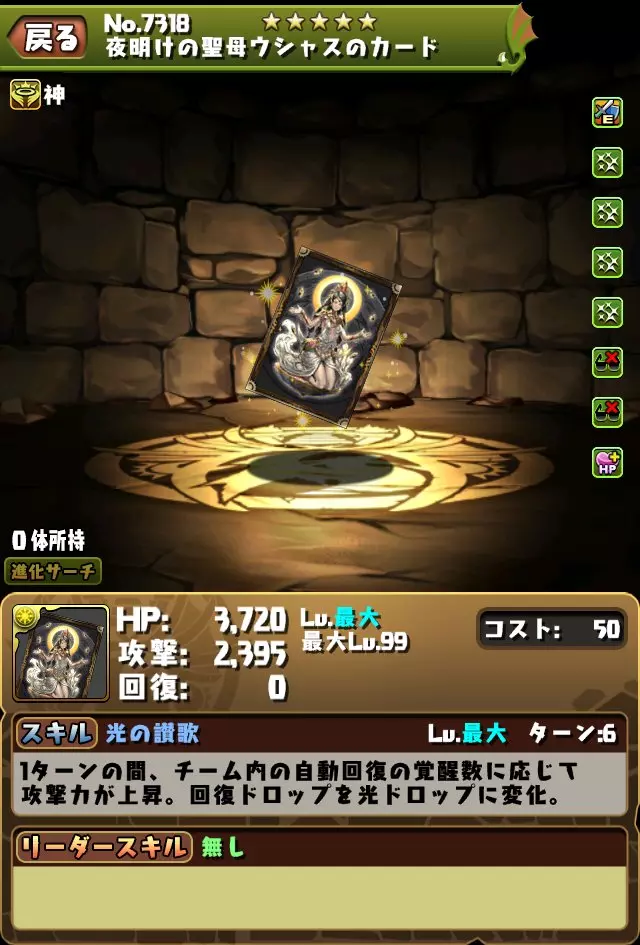 戻る
No.7318 ★★★★★
夜明けの聖母ウシャスのカード
神
E
HP
0体所持
進化サーチ
HP: 3,720 Lv.最大
最大Lv.99
コスト: 50
攻撃: 2,395
回復: 0
スキル 光の讃歌 Lv.最大 ターン:6
1ターンの間、チーム内の自動回復の覚醒数に応じて
攻撃力が上昇。回復ドロップを光ドロップに変化。
リーダースキル 無し